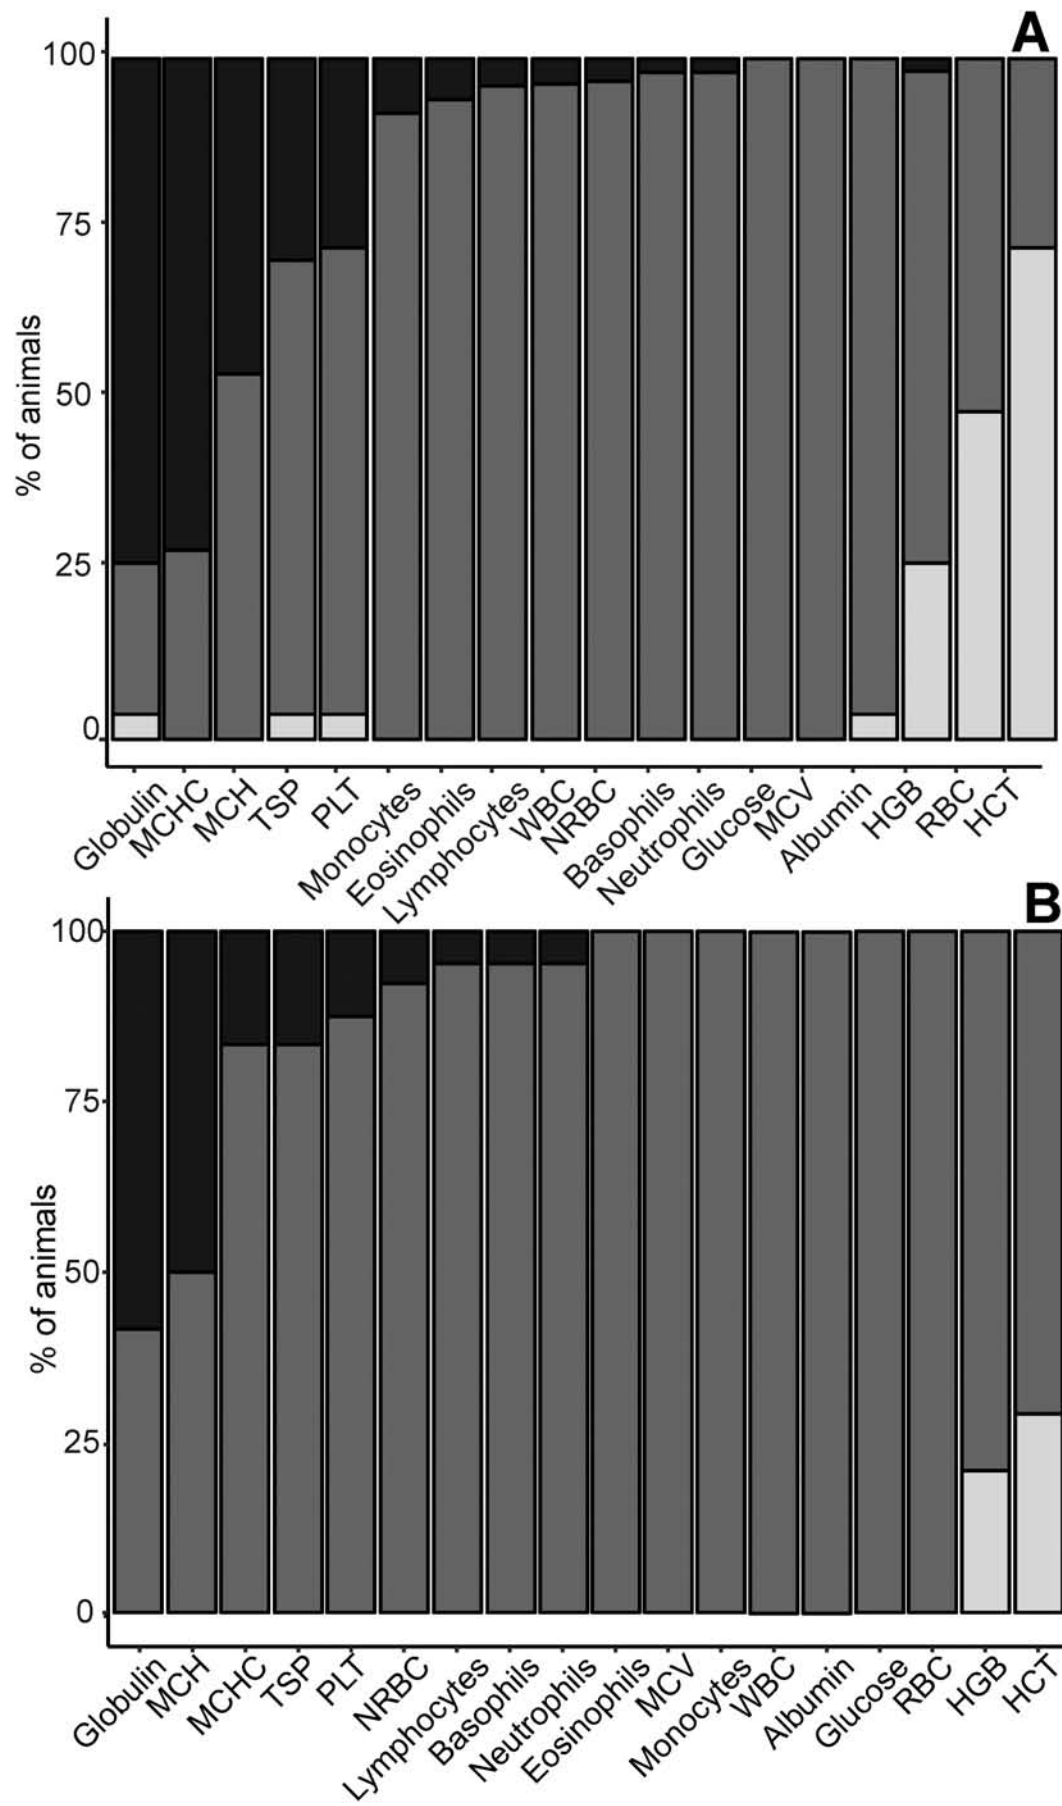 A
100
75
50
25
0
% of animals
Globulin
MCHC
MCH
TSP
PLT
Monocytes
Eosinophils
Lymphocytes
WBC
NRBC
Basophils
Neutrophils
Glucose
MCV
Albumin
HGB
RBC
HCT
B
100
75
50
25
0
% of animals
Globulin
MCH
MCHC
TSP
PLT
NRBC
Lymphocytes
Basophils
Neutrophils
Eosinophils
MCV
Monocytes
WBC
Albumin
Glucose
RBC
HGB
HCT